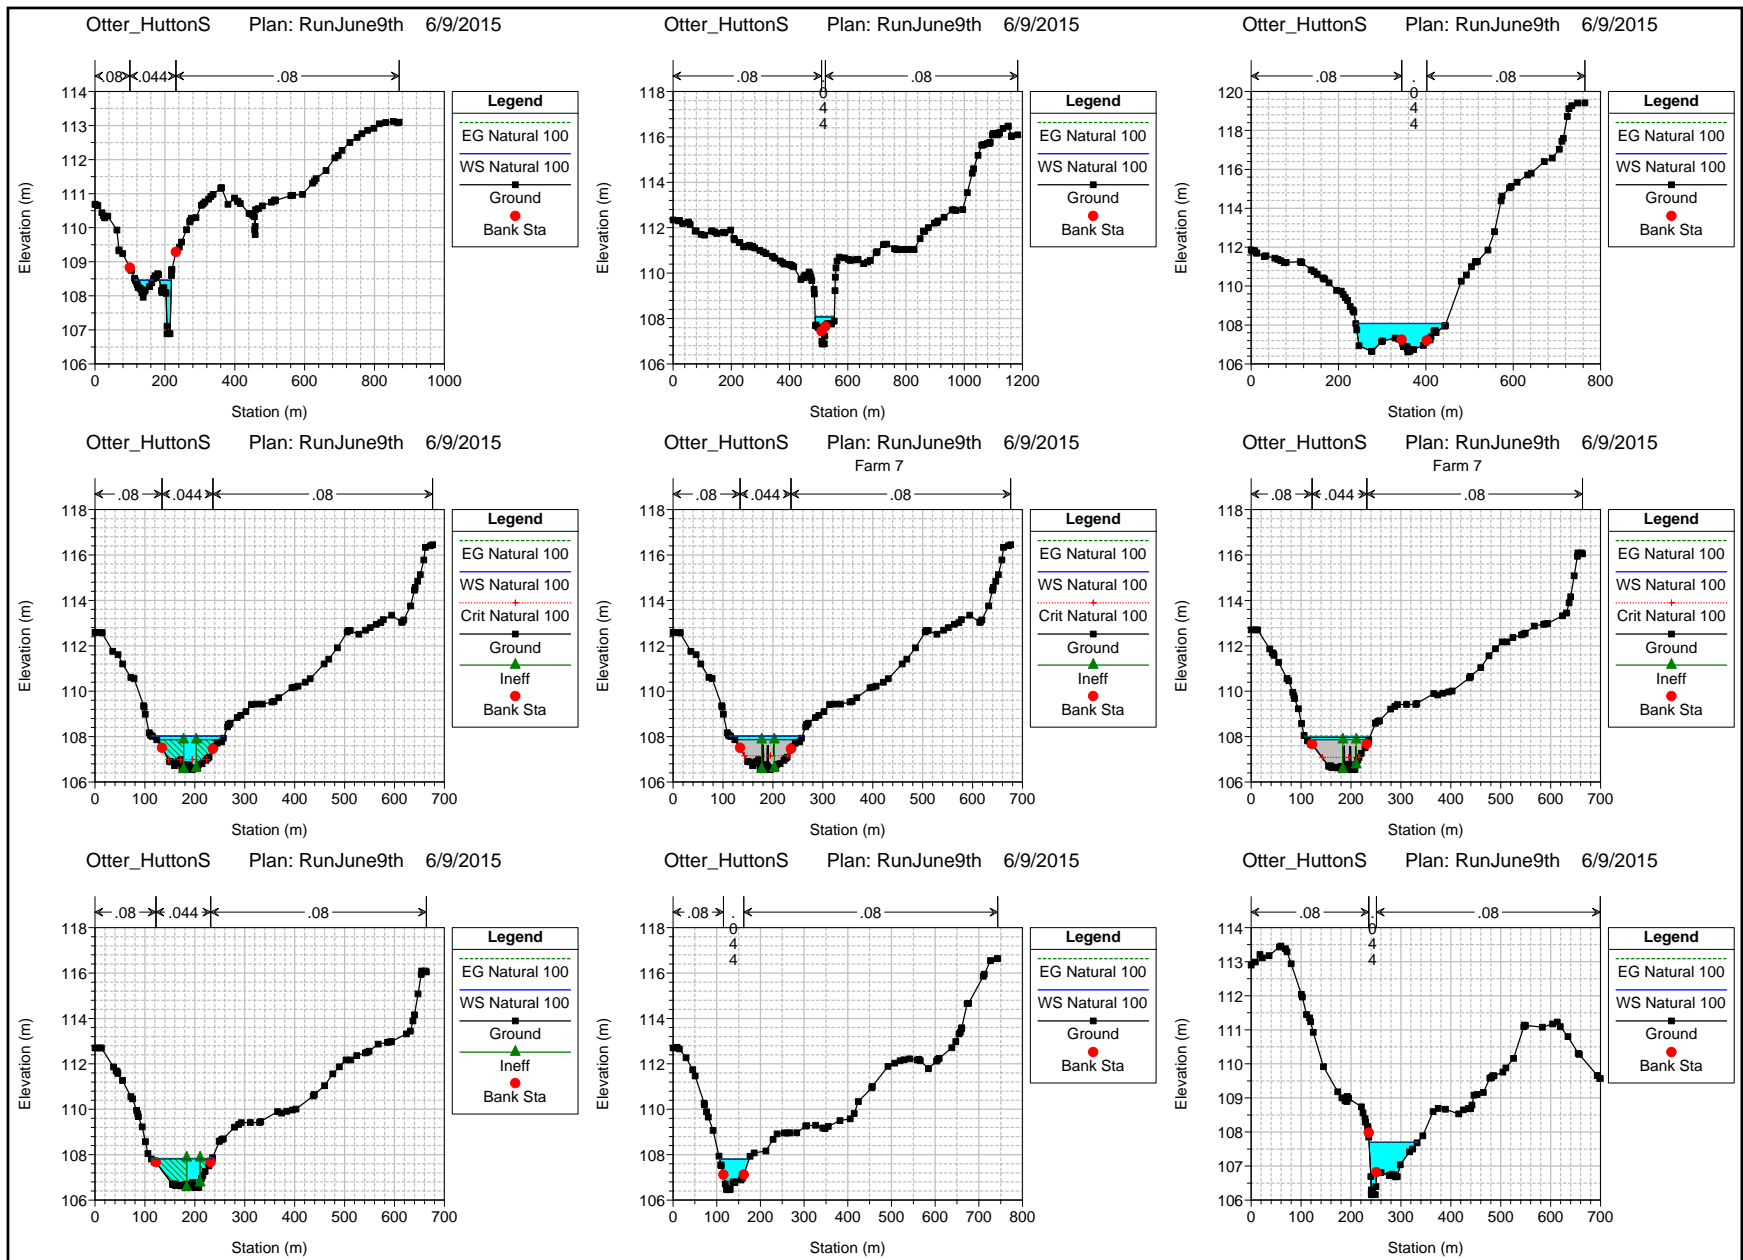 Otter_HuttonS Plan: RunJune9th 6/9/2015
.08 .044 .08
114
113
112
111
110
109
108
107
106
0 200 400 600 800 1000
Elevation (m)
Station (m)
Legend
EG Natural 100
WS Natural 100
Ground
Bank Sta
Otter_HuttonS Plan: RunJune9th 6/9/2015
.08 .044 .08
118
116
114
112
110
108
106
0 200 400 600 800 1000 1200
Elevation (m)
Station (m)
Legend
EG Natural 100
WS Natural 100
Ground
Bank Sta
Otter_HuttonS Plan: RunJune9th 6/9/2015
.08 .044 .08
120
118
116
114
112
110
108
106
0 200 400 600 800
Elevation (m)
Station (m)
Legend
EG Natural 100
WS Natural 100
Ground
Bank Sta
Otter_HuttonS Plan: RunJune9th 6/9/2015
.08 .044 .08
118
116
114
112
110
108
106
0 100 200 300 400 500 600 700
Elevation (m)
Station (m)
Legend
EG Natural 100
WS Natural 100
Crit Natural 100
Ground
Ineff
Bank Sta
Otter_HuttonS Plan: RunJune9th 6/9/2015
Farm 7
.08 .044 .08
118
116
114
112
110
108
106
0 100 200 300 400 500 600 700
Elevation (m)
Station (m)
Legend
EG Natural 100
WS Natural 100
Crit Natural 100
Ground
Ineff
Bank Sta
Otter_HuttonS Plan: RunJune9th 6/9/2015
Farm 7
.08 .044 .08
118
116
114
112
110
108
106
0 100 200 300 400 500 600 700
Elevation (m)
Station (m)
Legend
EG Natural 100
WS Natural 100
Crit Natural 100
Ground
Ineff
Bank Sta
Otter_HuttonS Plan: RunJune9th 6/9/2015
.08 .044 .08
118
116
114
112
110
108
106
0 100 200 300 400 500 600 700
Elevation (m)
Station (m)
Legend
EG Natural 100
WS Natural 100
Ground
Ineff
Bank Sta
Otter_HuttonS Plan: RunJune9th 6/9/2015
.08 .044 .08
118
116
114
112
110
108
106
0 100 200 300 400 500 600 700 800
Elevation (m)
Station (m)
Legend
EG Natural 100
WS Natural 100
Ground
Bank Sta
Otter_HuttonS Plan: RunJune9th 6/9/2015
.08 .044 .08
114
113
112
111
110
109
108
107
106
0 100 200 300 400 500 600 700
Elevation (m)
Station (m)
Legend
EG Natural 100
WS Natural 100
Ground
Bank Sta